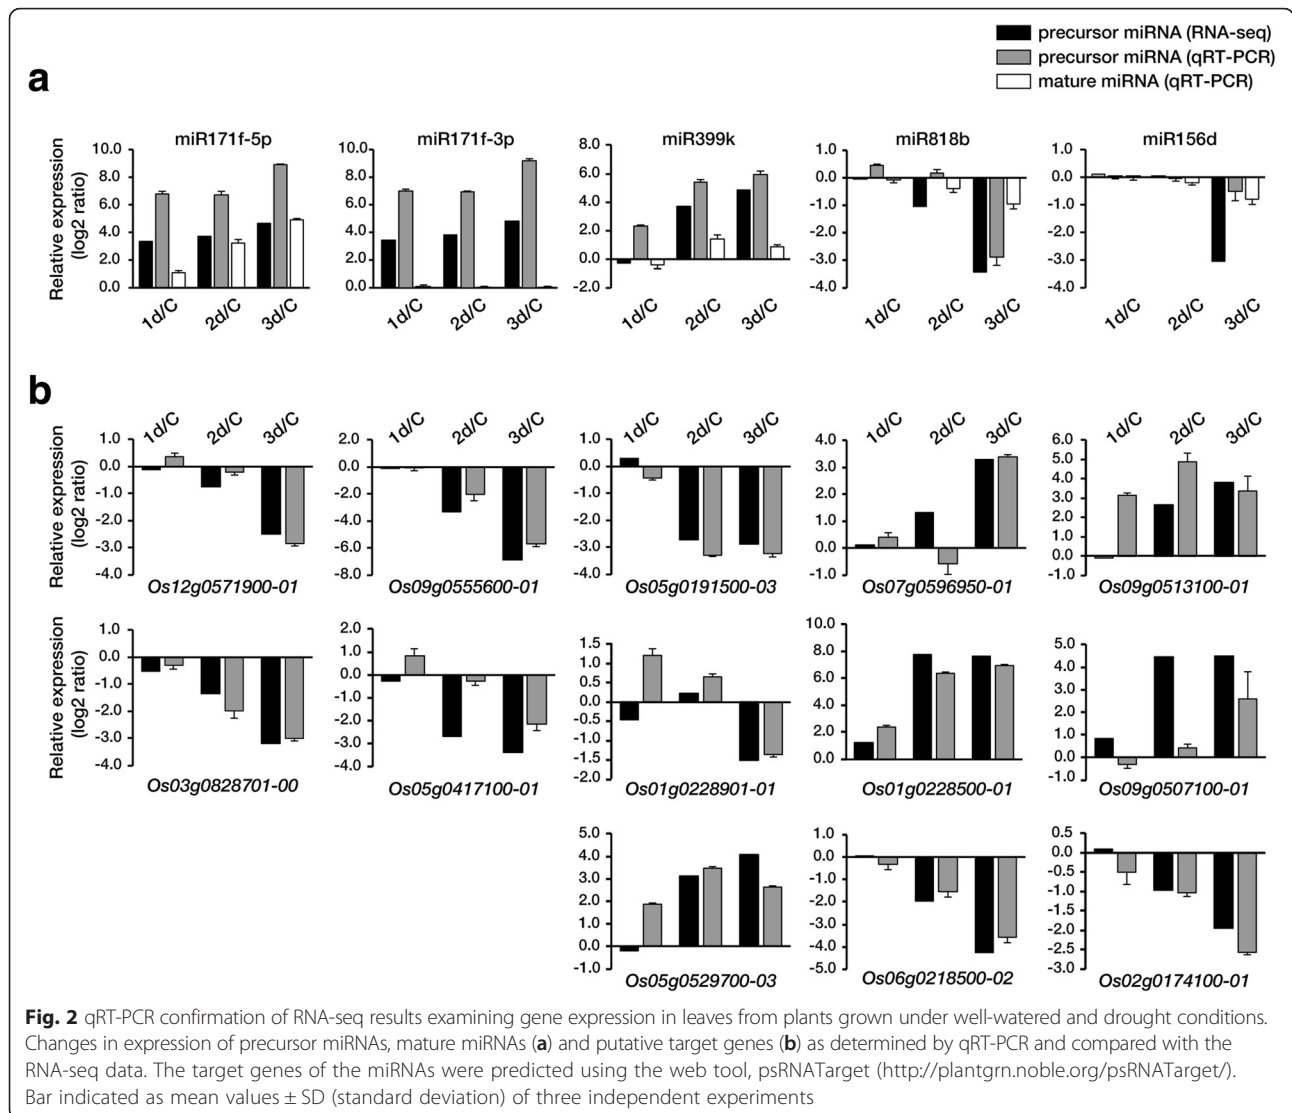 precursor miRNA (RNA-seq)
precursor miRNA (qRT-PCR)
mature miRNA (qRT-PCR)
a
miR171f-5p miR171f-3p miR399k miR818b miR156d
Relative expression
(log2 ratio)
10.0 8.0 6.0 4.0 2.0 0.0
10.0 8.0 6.0 4.0 2.0 0.0
8.0 6.0 4.0 2.0 0.0 -2.0
1.0 0.0 -1.0 -2.0 -3.0 -4.0
1.0 0.0 -1.0 -2.0 -3.0 -4.0
1d/C 2d/C 3d/C 1d/C 2d/C 3d/C 1d/C 2d/C 3d/C 1d/C 2d/C 3d/C 1d/C 2d/C 3d/C
b
1d/C 2d/C 3d/C 1d/C 2d/C 3d/C 1d/C 2d/C 3d/C 1d/C 2d/C 3d/C 1d/C 2d/C 3d/C
Relative expression
(log2 ratio)
1.0 0.0 -1.0 -2.0 -3.0 -4.0
2.0 0.0 -2.0 -4.0 -6.0 -8.0
1.0 0.0 -1.0 -2.0 -3.0 -4.0
4.0 3.0 2.0 1.0 0.0 -1.0
6.0 5.0 4.0 3.0 2.0 1.0 0.0 -1.0
Os12g0571900-01 Os09g0555600-01 Os05g0191500-03 Os07g0596950-01 Os09g0513100-01
Relative expression
(log2 ratio)
1.0 0.0 -1.0 -2.0 -3.0 -4.0
2.0 1.0 0.0 -1.0 -2.0 -3.0 -4.0
1.5 1.0 0.5 0.0 -0.5 -1.0 -1.5 -2.0
10.0 8.0 6.0 4.0 2.0 0.0
5.0 4.0 3.0 2.0 1.0 0.0 -1.0
Os03g0828701-00 Os05g0417100-01 Os01g0228901-01 Os01g0228500-01 Os09g0507100-01
5.0 4.0 3.0 2.0 1.0 0.0 -1.0
1.0 0.0 -1.0 -2.0 -3.0 -4.0 -5.0
0.5 0.0 -0.5 -1.0 -1.5 -2.0 -2.5 -3.0
Os05g0529700-03 Os06g0218500-02 Os02g0174100-01
Fig. 2 qRT-PCR confirmation of RNA-seq results examining gene expression in leaves from plants grown under well-watered and drought conditions.
Changes in expression of precursor miRNAs, mature miRNAs (a) and putative target genes (b) as determined by qRT-PCR and compared with the
RNA-seq data. The target genes of the miRNAs were predicted using the web tool, psRNATarget (http://plantgrn.noble.org/psRNATarget/).
Bar indicated as mean values ± SD (standard deviation) of three independent experiments